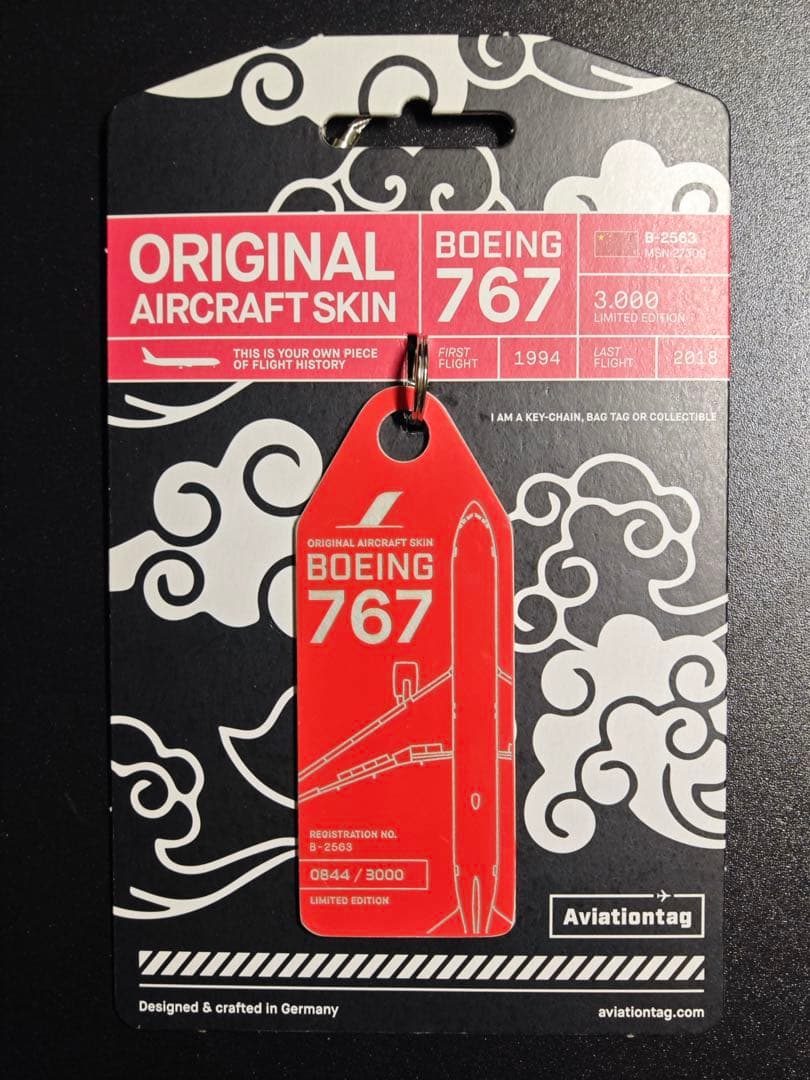 ORIGINAL
AIRCRAFT SKIN
BOEING
767
B-2563
MSN 27309
3.000
LIMITED EDITION
THIS IS YOUR OWN PIECE
OF FLIGHT HISTORY
FIRST
FLIGHT
1994
LAST
FLIGHT
2018
I AM A KEY-CHAIN, BAG TAG OR COLLECTIBLE
ORIGINAL AIRCRAFT SKIN
BOEING
767
REGISTRATION NO.
B-2563
0844 / 3000
LIMITED EDITION
Aviationtag
Designed & crafted in Germany
aviationtag.com